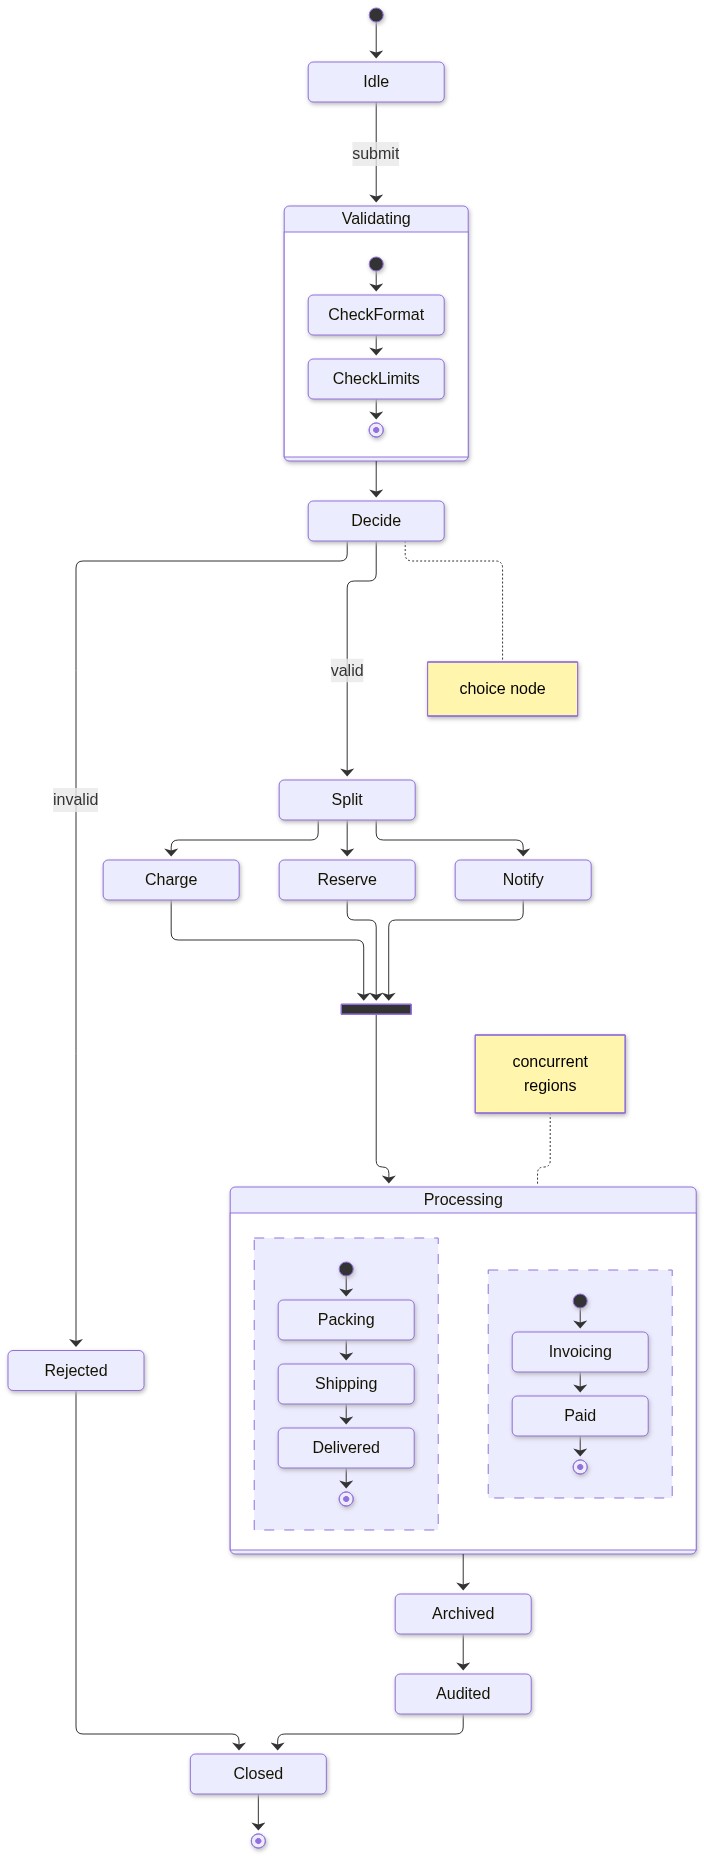 Idle
submit
Validating
CheckFormat
CheckLimits
Decide
valid
choice node
invalid
Split
Charge
Reserve
Notify
concurrent
regions
Processing
Packing
Shipping
Delivered
Invoicing
Paid
Rejected
Archived
Audited
Closed